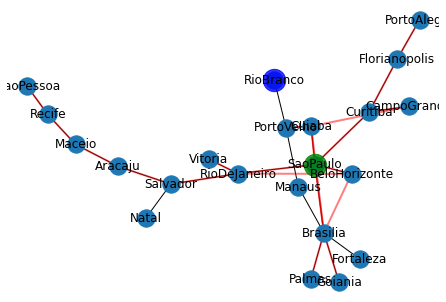 PortoAleg
Florianopolis
RioBranco
aoPessoa
CampoGrand
Curitiba
Recife
PortoVelho
Cuiaba
Maceio
Vitoria
SaoPaulo
Aracaju
RioDeJaneiro
BeloHorizonte
Salvador
Manaus
Natal
Brasilia
Fortaleza
Palmas
Goiania